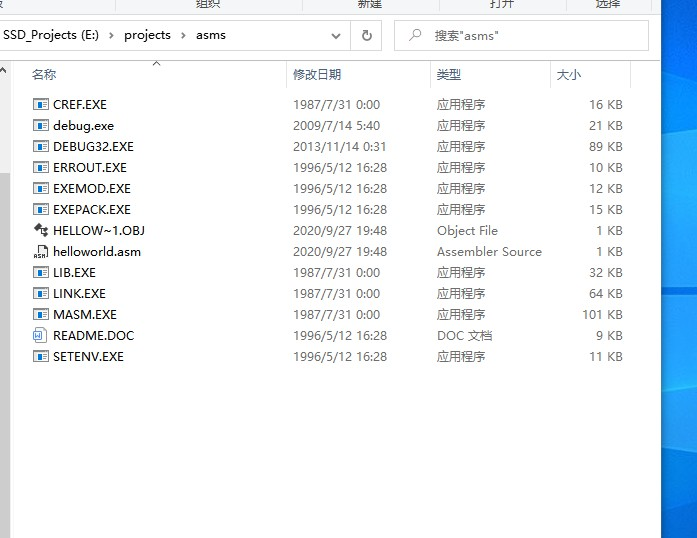 组织 新建 打开 选择
SSD_Projects (E:) > projects > asms 搜索"asms"
名称 修改日期 类型 大小
CREF.EXE 1987/7/31 0:00 应用程序 16 KB
debug.exe 2009/7/14 5:40 应用程序 21 KB
DEBUG32.EXE 2013/11/14 0:31 应用程序 89 KB
ERROUT.EXE 1996/5/12 16:28 应用程序 10 KB
EXEMOD.EXE 1996/5/12 16:28 应用程序 12 KB
EXEPACK.EXE 1996/5/12 16:28 应用程序 15 KB
HELLOW~1.OBJ 2020/9/27 19:48 Object File 1 KB
helloworld.asm 2020/9/27 19:48 Assembler Source 1 KB
LIB.EXE 1987/7/31 0:00 应用程序 32 KB
LINK.EXE 1987/7/31 0:00 应用程序 64 KB
MASM.EXE 1987/7/31 0:00 应用程序 101 KB
README.DOC 1996/5/12 16:28 DOC 文档 9 KB
SETENV.EXE 1996/5/12 16:28 应用程序 11 KB